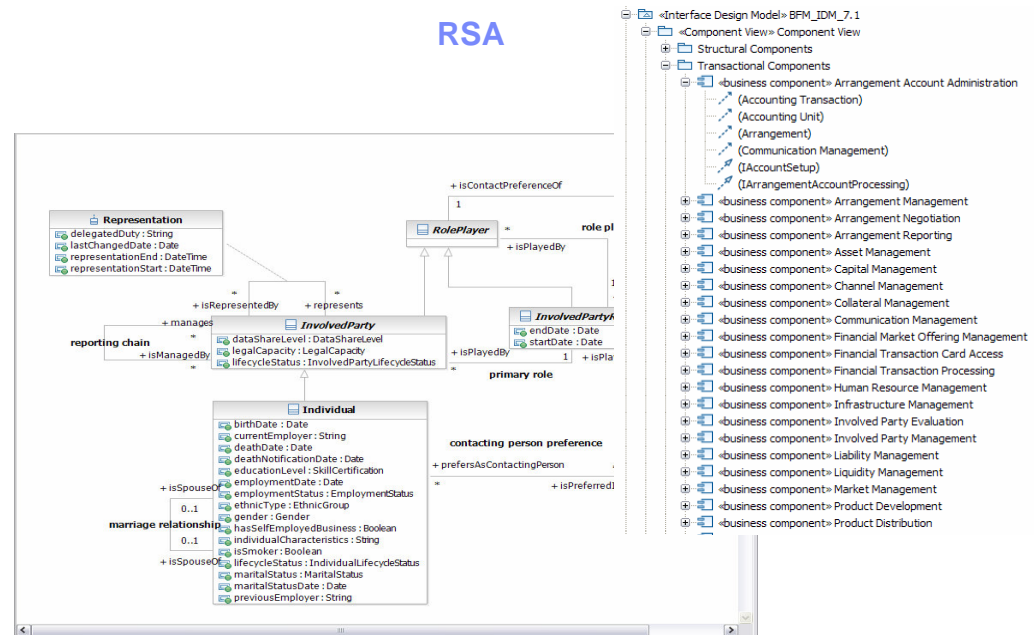 RSA
«Interface Design Model» BFM_IDM_7.1
«Component View» Component View
Structural Components
Transactional Components
«business component» Arrangement Account Administration
(Accounting Transaction)
(Accounting Unit)
(Arrangement)
(Communication Management)
(IAccountSetup)
(IArrangementAccountProcessing)
«business component» Arrangement Management
«business component» Arrangement Negotiation
«business component» Arrangement Reporting
«business component» Asset Management
«business component» Capital Management
«business component» Channel Management
«business component» Collateral Management
«business component» Communication Management
«business component» Financial Market Offering Management
«business component» Financial Transaction Card Access
«business component» Financial Transaction Processing
«business component» Human Resource Management
«business component» Infrastructure Management
«business component» Involved Party Evaluation
«business component» Involved Party Management
«business component» Liability Management
«business component» Liquidity Management
«business component» Market Management
«business component» Product Development
«business component» Product Distribution
+ isContactPreferenceOf
1
Representation
delegatedDuty : String
lastChangedDate : Date
representationEnd : DateTime
representationStart : DateTime
RolePlayer
*
role pl
+ isPlayedBy
*
*
+ isRepresentedBy
+ represents
1
+ manages
*
reporting chain
+ isManagedBy
*
InvolvedParty
dataShareLevel : DataShareLevel
legalCapacity : LegalCapacity
lifecycleStatus : InvolvedPartyLifecycleStatus
InvolvedPartyR
endDate : Date
startDate : Date
+ isPlayedBy
1
+ isPla
*
primary role
Individual
birthDate : Date
currentEmployer : String
deathDate : Date
deathNotificationDate : Date
educationLevel : SkillCertification
employmentDate : Date
employmentStatus : EmploymentStatus
ethnicType : EthnicGroup
gender : Gender
hasSelfEmployedBusiness : Boolean
individualCharacteristics : String
isSmoker : Boolean
lifecycleStatus : IndividualLifecycleStatus
maritalStatus : MaritalStatus
maritalStatusDate : Date
previousEmployer : String
+ isSpouseOf
0..1
marriage relationship
0..1
+ isSpouseOf
contacting person preference
+ prefersAsContactingPerson
*
+ isPreferred